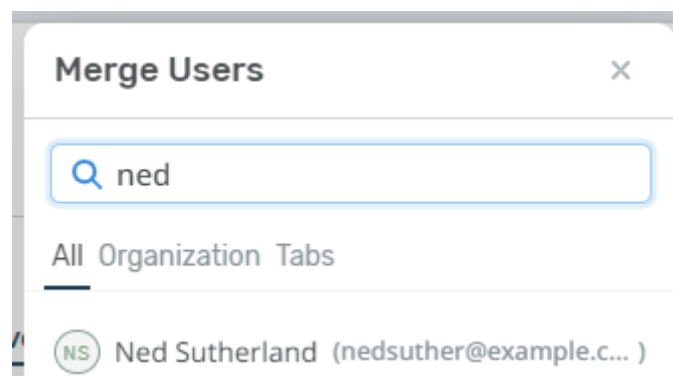 Merge Users
ned
All Organization Tabs
NS Ned Sutherland (nedsuther@example.c... )